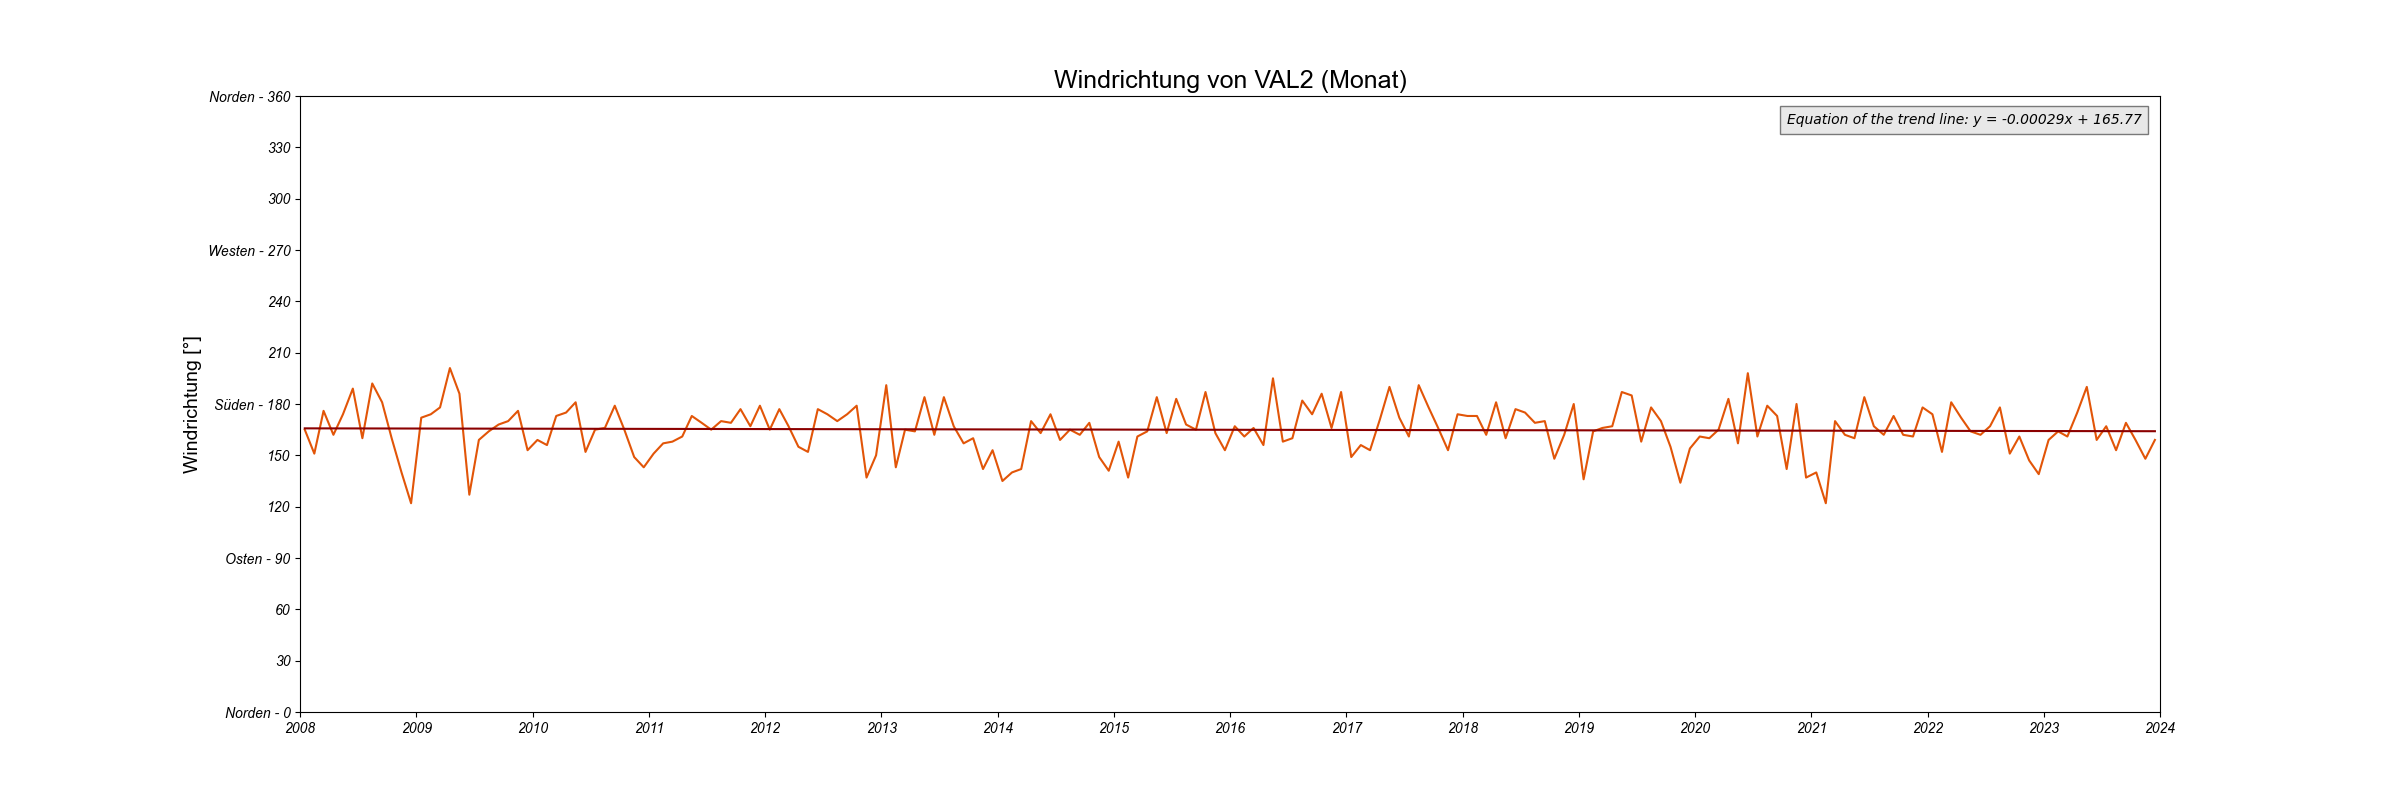 Windrichtung von VAL2 (Monat)
Equation of the trend line: y = -0.00029x + 165.77
Windrichtung [°]
Norden - 360
330
300
Westen - 270
240
210
Süden - 180
150
120
Osten - 90
60
30
Norden - 0
2008 2009 2010 2011 2012 2013 2014 2015 2016 2017 2018 2019 2020 2021 2022 2023 2024